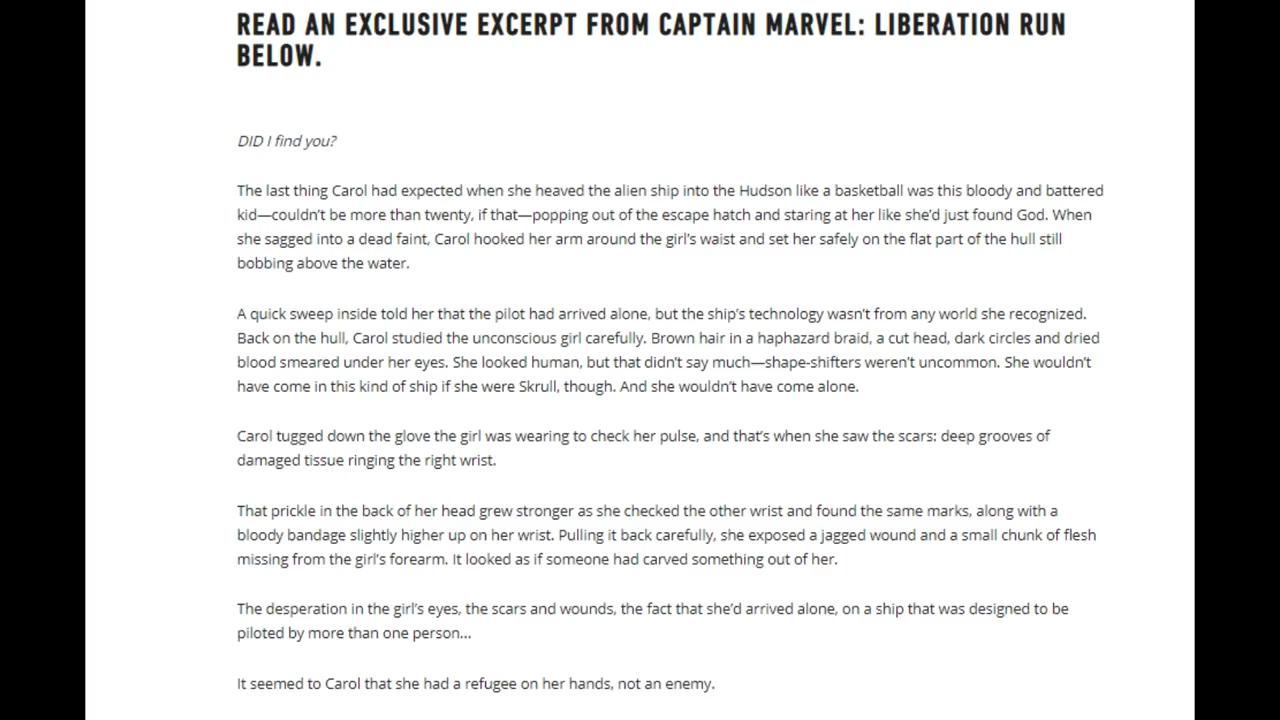 READ AN EXCLUSIVE EXCERPT FROM CAPTAIN MARVEL: LIBERATION RUN
BELOW.
DID I find you?
The last thing Carol had expected when she heaved the alien ship into the Hudson like a basketball was this bloody and battered
kid—couldn’t be more than twenty, if that—popping out of the escape hatch and staring at her like she’d just found God. When
she sagged into a dead faint, Carol hooked her arm around the girl’s waist and set her safely on the flat part of the hull still
bobbing above the water.
A quick sweep inside told her that the pilot had arrived alone, but the ship’s technology wasn’t from any world she recognized.
Back on the hull, Carol studied the unconscious girl carefully. Brown hair in a haphazard braid, a cut head, dark circles and dried
blood smeared under her eyes. She looked human, but that didn’t say much—shape-shifters weren’t uncommon. She wouldn’t
have come in this kind of ship if she were Skrull, though. And she wouldn’t have come alone.
Carol tugged down the glove the girl was wearing to check her pulse, and that’s when she saw the scars: deep grooves of
damaged tissue ringing the right wrist.
That prickle in the back of her head grew stronger as she checked the other wrist and found the same marks, along with a
bloody bandage slightly higher up on her wrist. Pulling it back carefully, she exposed a jagged wound and a small chunk of flesh
missing from the girl’s forearm. It looked as if someone had carved something out of her.
The desperation in the girl’s eyes, the scars and wounds, the fact that she’d arrived alone, on a ship that was designed to be
piloted by more than one person...
It seemed to Carol that she had a refugee on her hands, not an enemy.